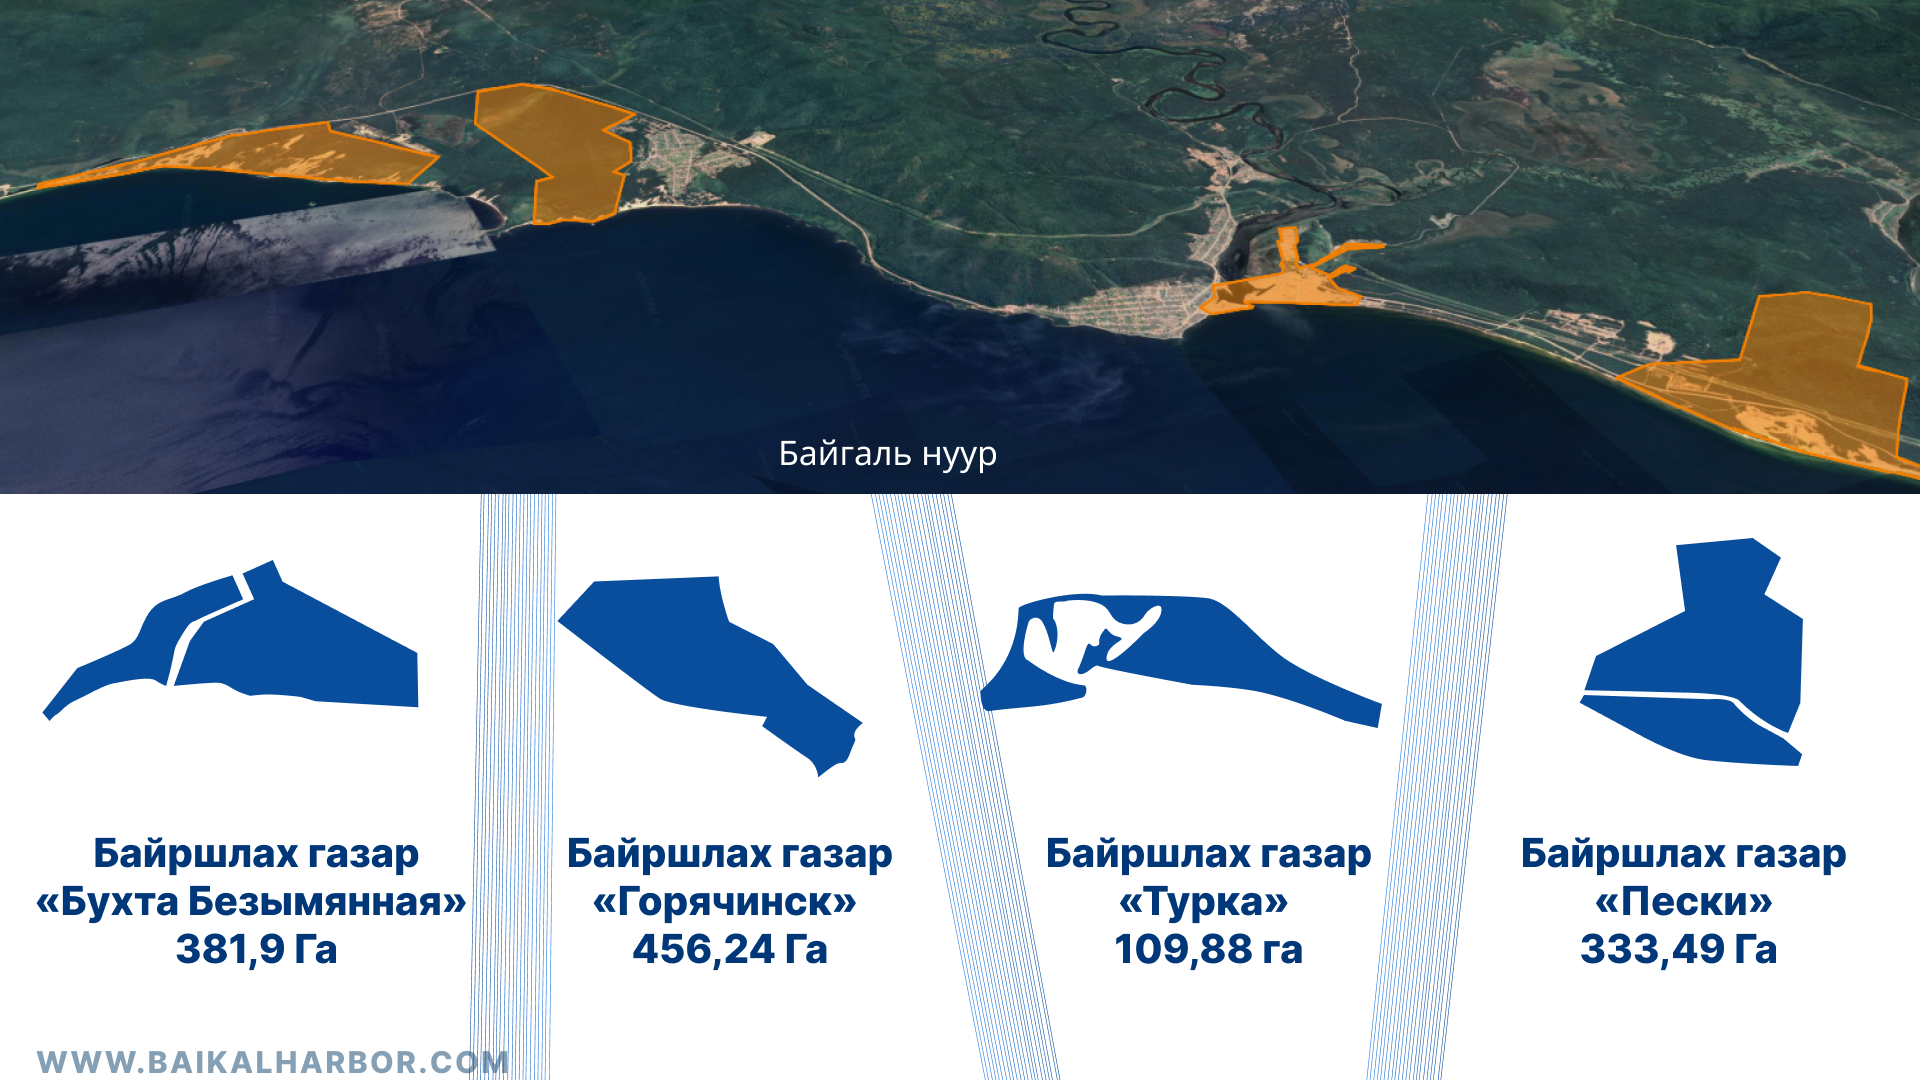 Байгаль нуур
Байршлах газар
«Бухта Безымянная»
381,9 Га
Байршлах газар
«Горячинск»
456,24 Га
Байршлах газар
«Турка»
109,88 га
Байршлах газар
«Пески»
333,49 Га
WWW.BAIKALHARBOR.COM